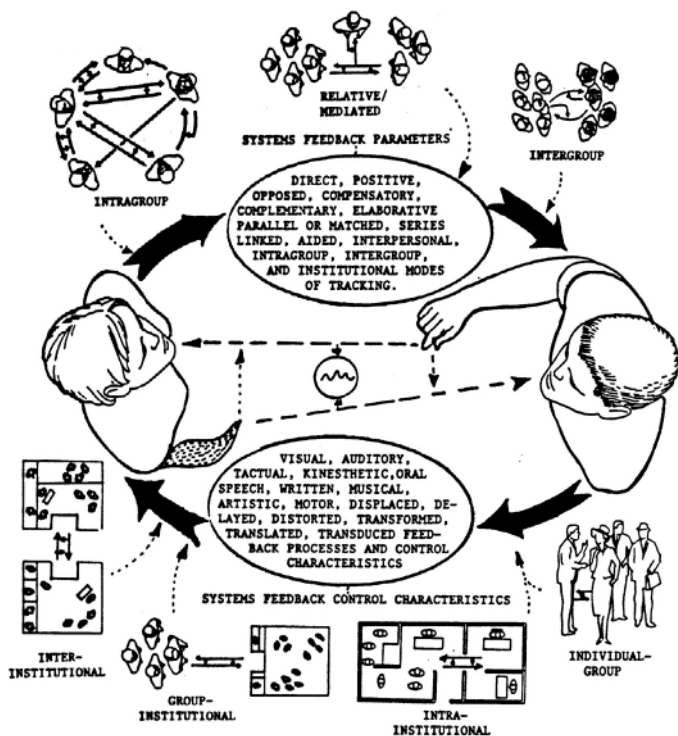 RELATIVE/
MEDIATED
SYSTEMS FEEDBACK PARAMETERS
INTERGROUP
INTRAGROUP
DIRECT, POSITIVE,
OPPOSED, COMPENSATORY,
COMPLEMENTARY, ELABORATIVE
PARALLEL OR MATCHED, SERIES
LINKED, AIDED, INTERPERSONAL,
INTRAGROUP, INTERGROUP,
AND INSTITUTIONAL MODES
OF TRACKING.
VISUAL, AUDITORY,
TACTUAL, KINESTHETIC,ORAL
SPEECH, WRITTEN, MUSICAL,
ARTISTIC, MOTOR, DISPLACED, DE-
LAYED, DISTORTED, TRANSFORMED,
TRANSLATED, TRANSDUCED FEED-
BACK PROCESSES AND CONTROL
CHARACTERISTICS
SYSTEMS FEEDBACK CONTROL CHARACTERISTICS
INTER-
INSTITUTIONAL
GROUP-
INSTITUTIONAL
INTRA-
INSTITUTIONAL
INDIVIDUAL-
GROUP